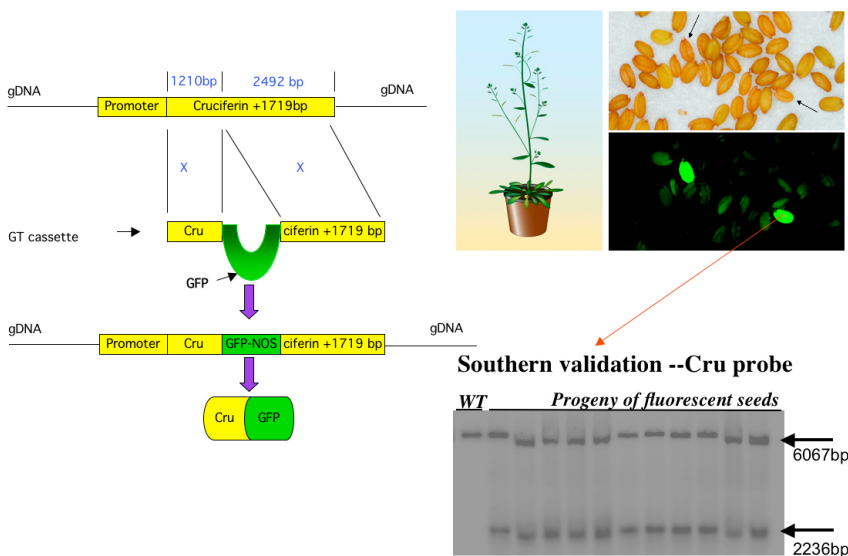 1210bp
2492 bp
gDNA
gDNA
Promoter
Cruciferin +1719bp
X
X
GT cassette
Cru
ciferin +1719 bp
GFP
gDNA
gDNA
Promoter
Cru
GFP-NOS
ciferin +1719 bp
Cru
GFP
Southern validation --Cru probe
WT
Progeny of fluorescent seeds
6067bp
2236bp